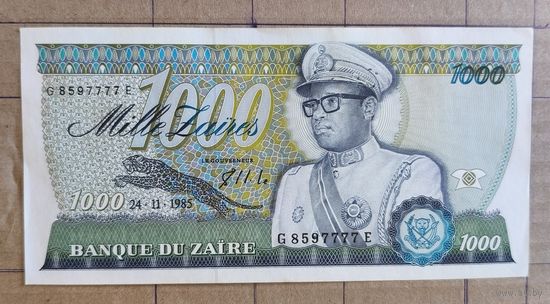 1000
G 8597777 E
1000
Mille Zaïres
LE GOUVERNEUR
1000
24-11-1985
G 8597777 E
BANQUE DU ZAÏRE
1000